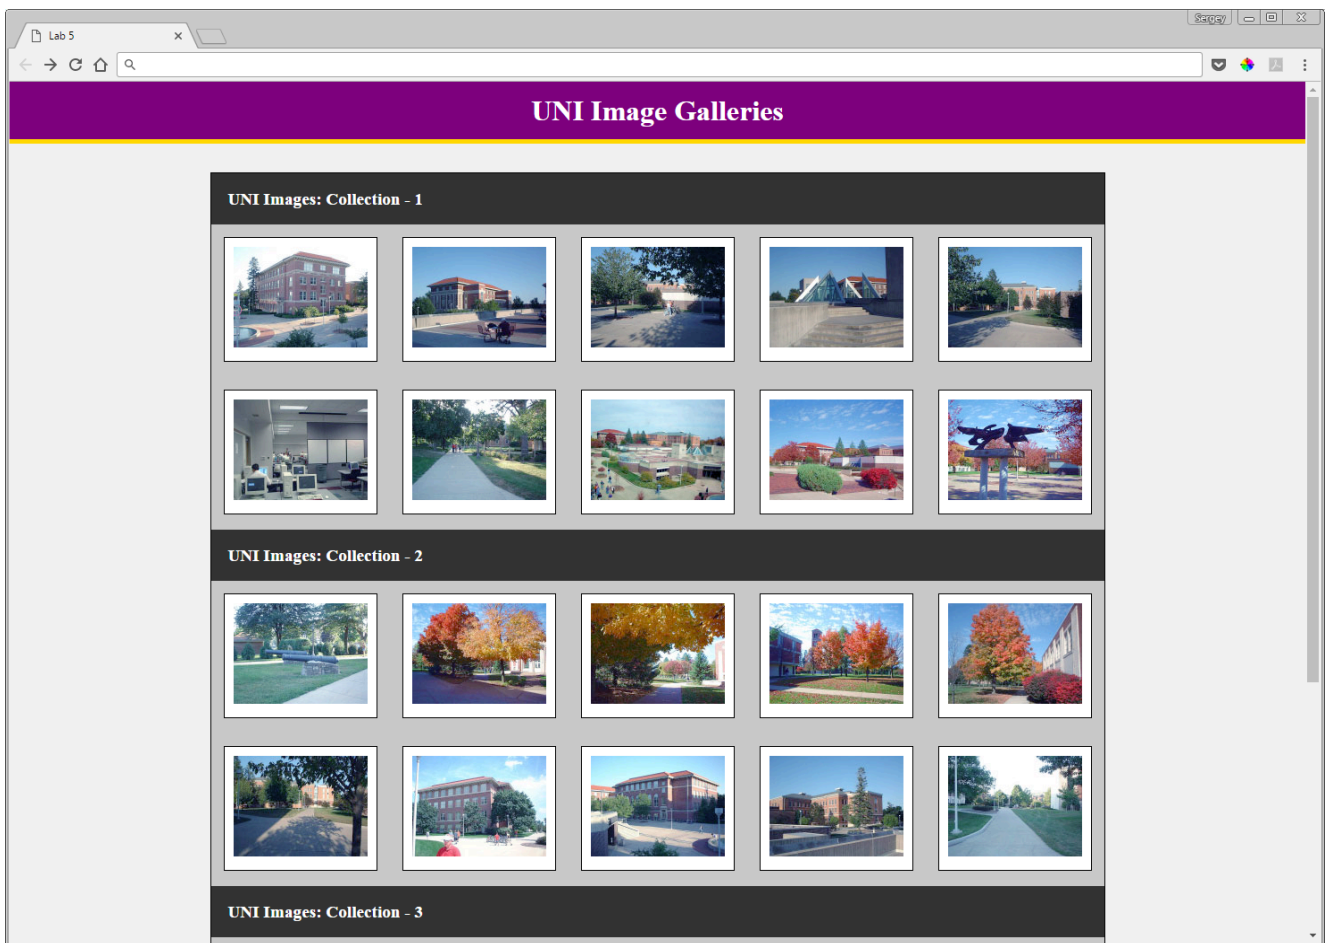 Sergey
Lab 5
UNI Image Galleries
UNI Images: Collection - 1
UNI Images: Collection - 2
UNI Images: Collection - 3